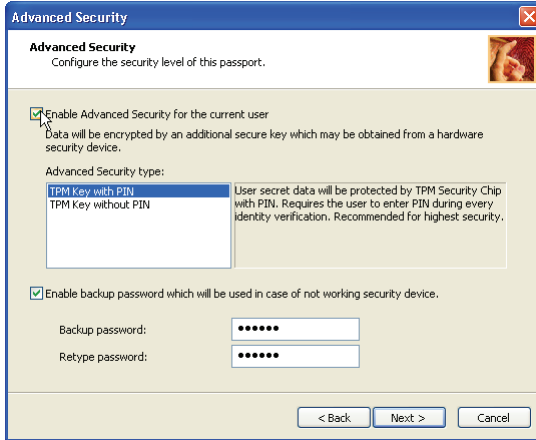 Advanced Security
Advanced Security
Configure the security level of this passport.
Enable Advanced Security for the current user
Data will be encrypted by an additional secure key which may be obtained from a hardware
security device.
Advanced Security type:
TPM Key with PIN
TPM Key without PIN
User secret data will be protected by TPM Security Chip
with PIN. Requires the user to enter PIN during every
identity verification. Recommended for highest security.
Enable backup password which will be used in case of not working security device.
Backup password: ●●●●●●
Retype password: ●●●●●●
< Back Next > Cancel